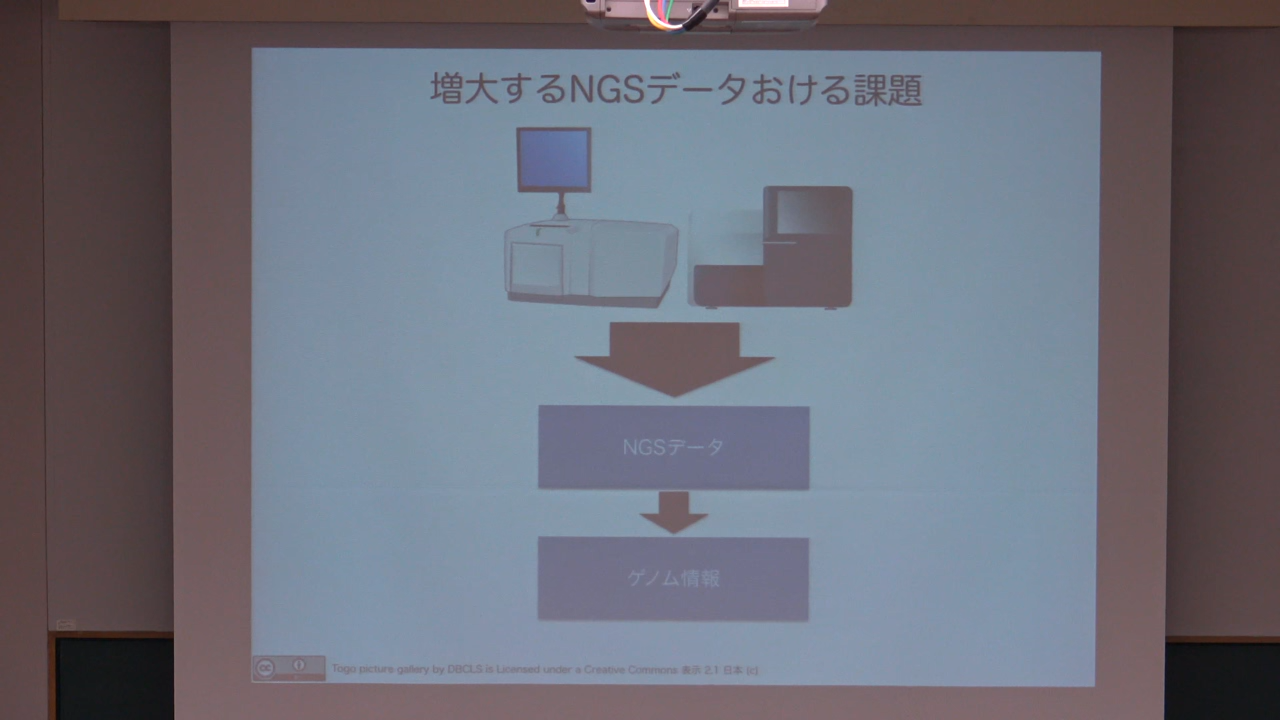 増大するNGSデータおける課題
NGSデータ
ゲノム情報
Togo picture gallery by DBCLS is Licensed under a Creative Commons 表示 2.1 日本 (c)